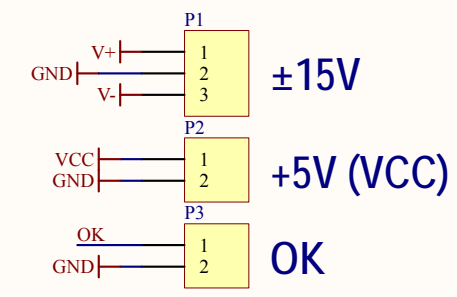 P1
V+ 1
GND 2 ±15V
V- 3
P2
VCC 1 +5V (VCC)
GND 2
P3
OK 1 OK
GND 2